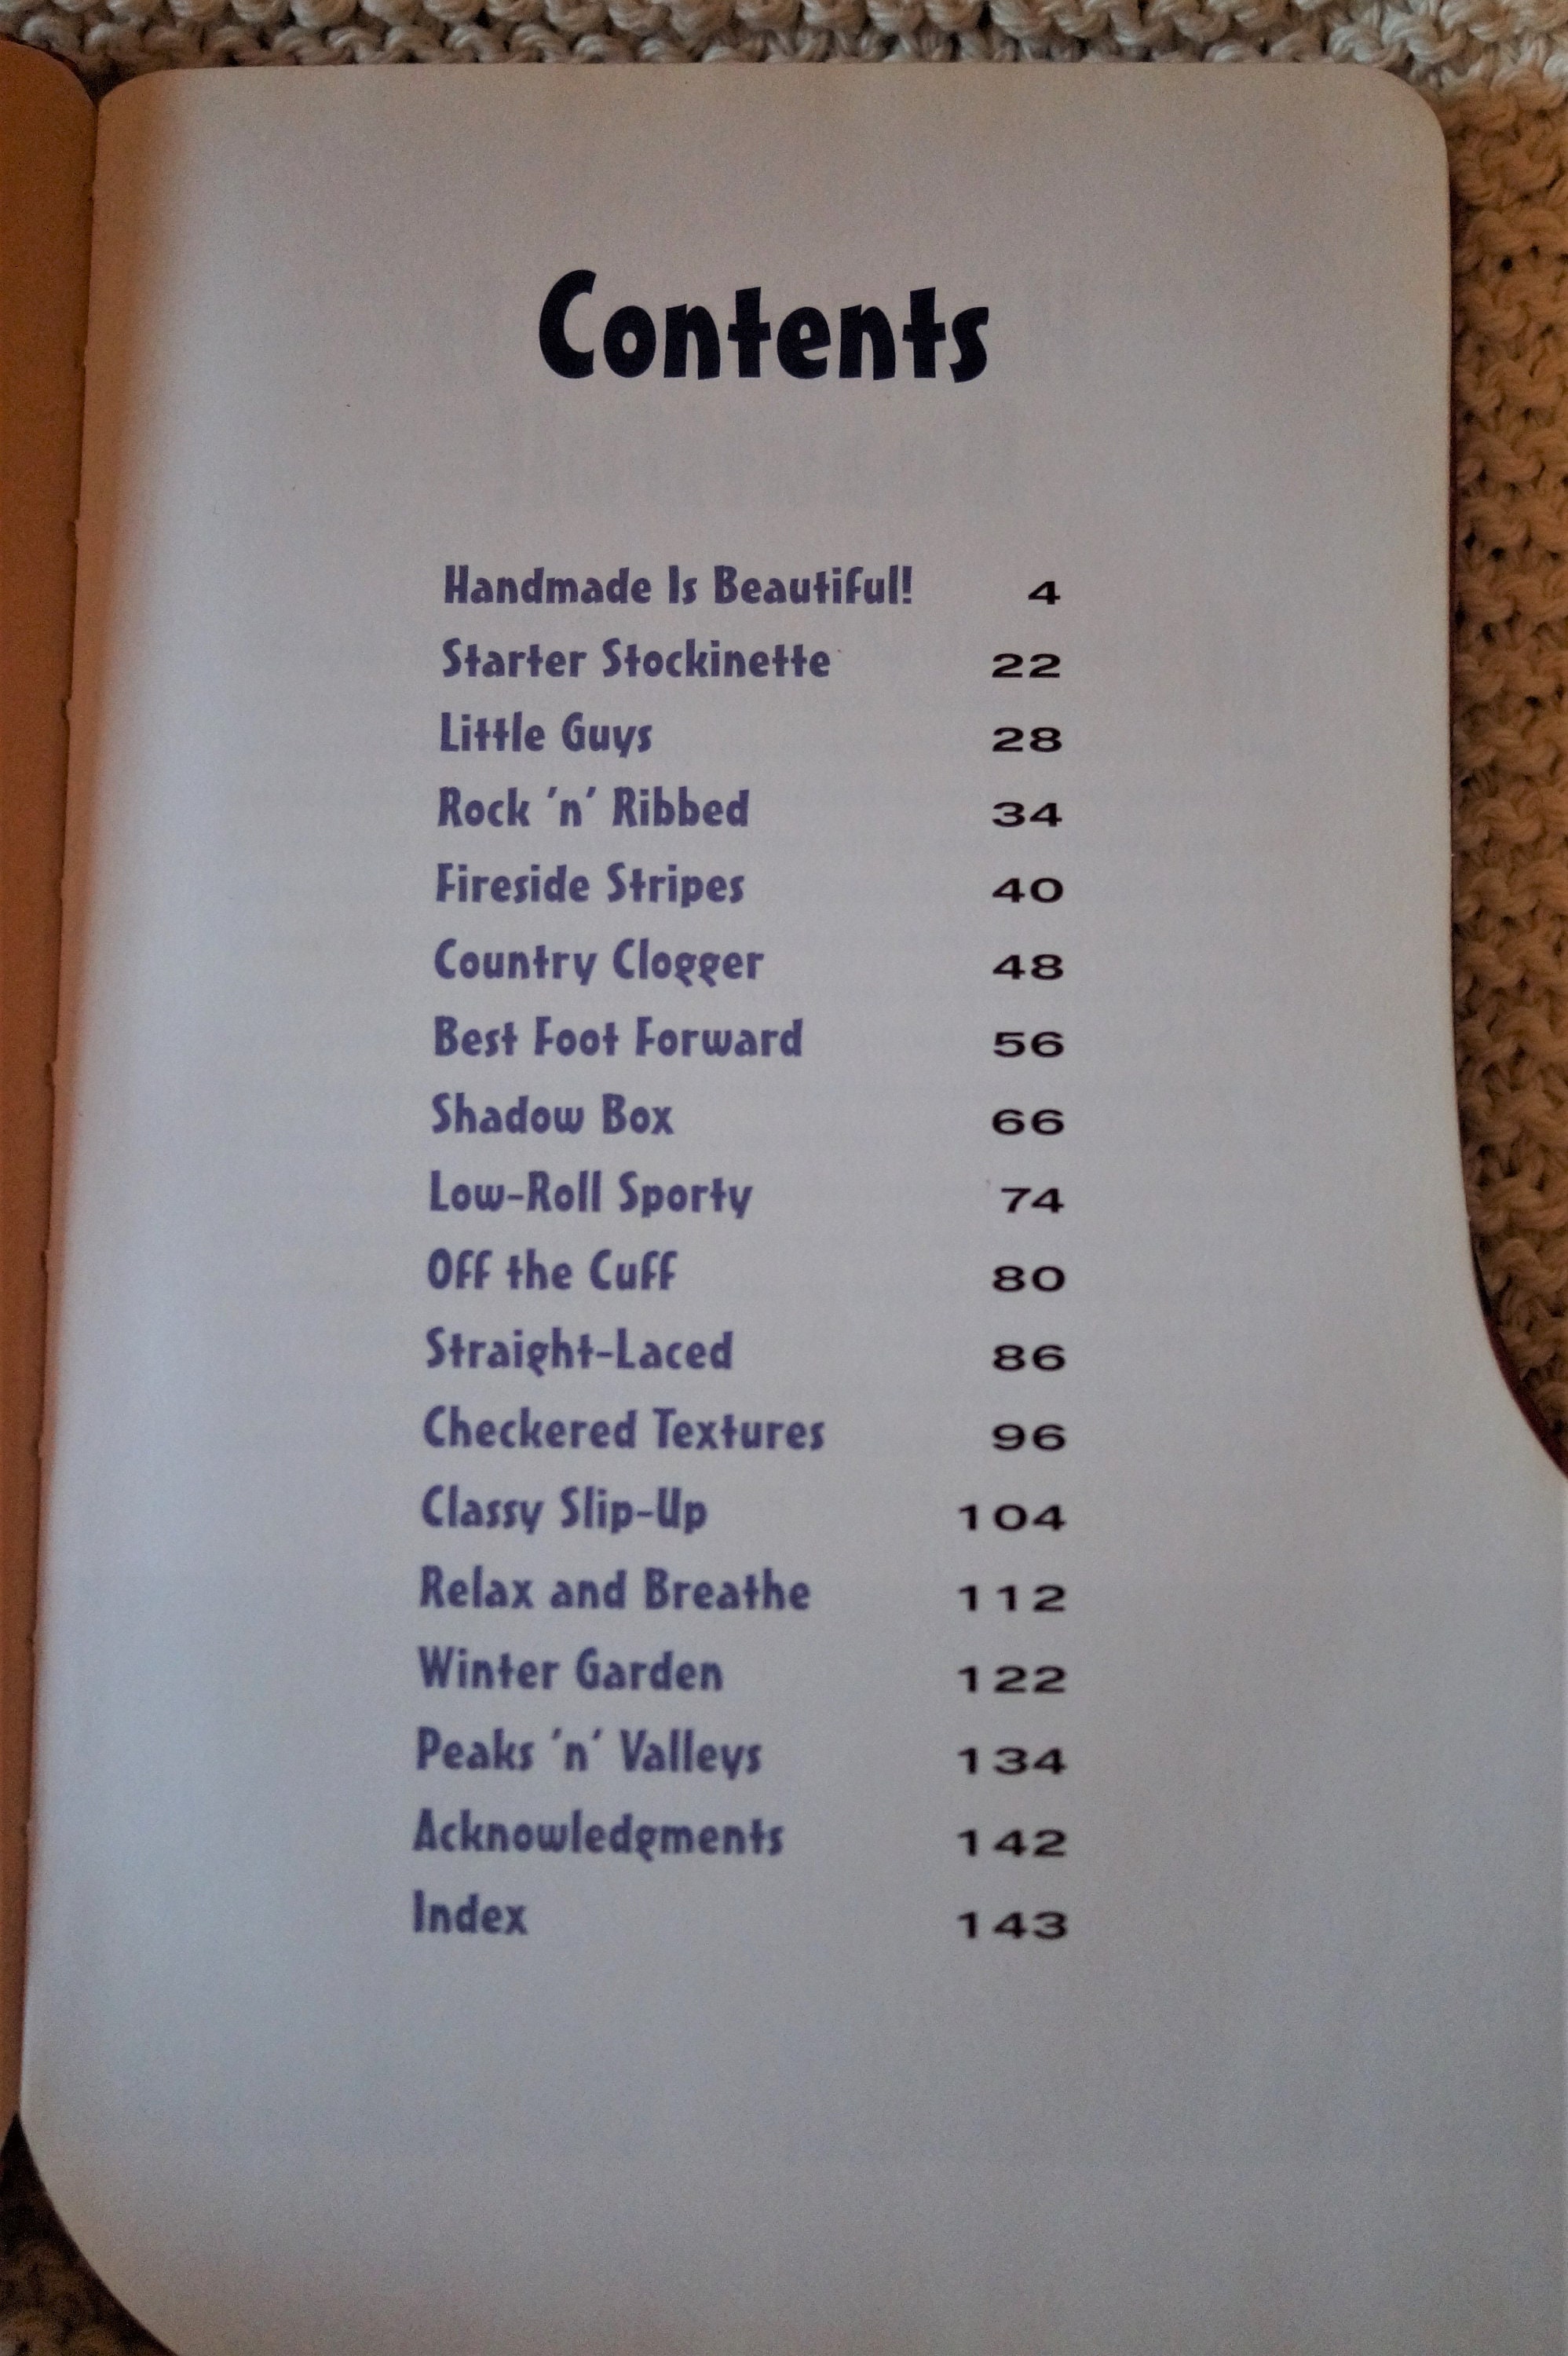 Contents
Handmade Is Beautiful! 4
Starter Stockinette 22
Little Guys 28
Rock 'n' Ribbed 34
Fireside Stripes 40
Country Clogger 48
Best Foot Forward 56
Shadow Box 66
Low-Roll Sporty 74
Off the Cuff 80
Straight-Laced 86
Checkered Textures 96
Classy Slip-Up 104
Relax and Breathe 112
Winter Garden 122
Peaks 'n' Valleys 134
Acknowledgments 142
Index 143